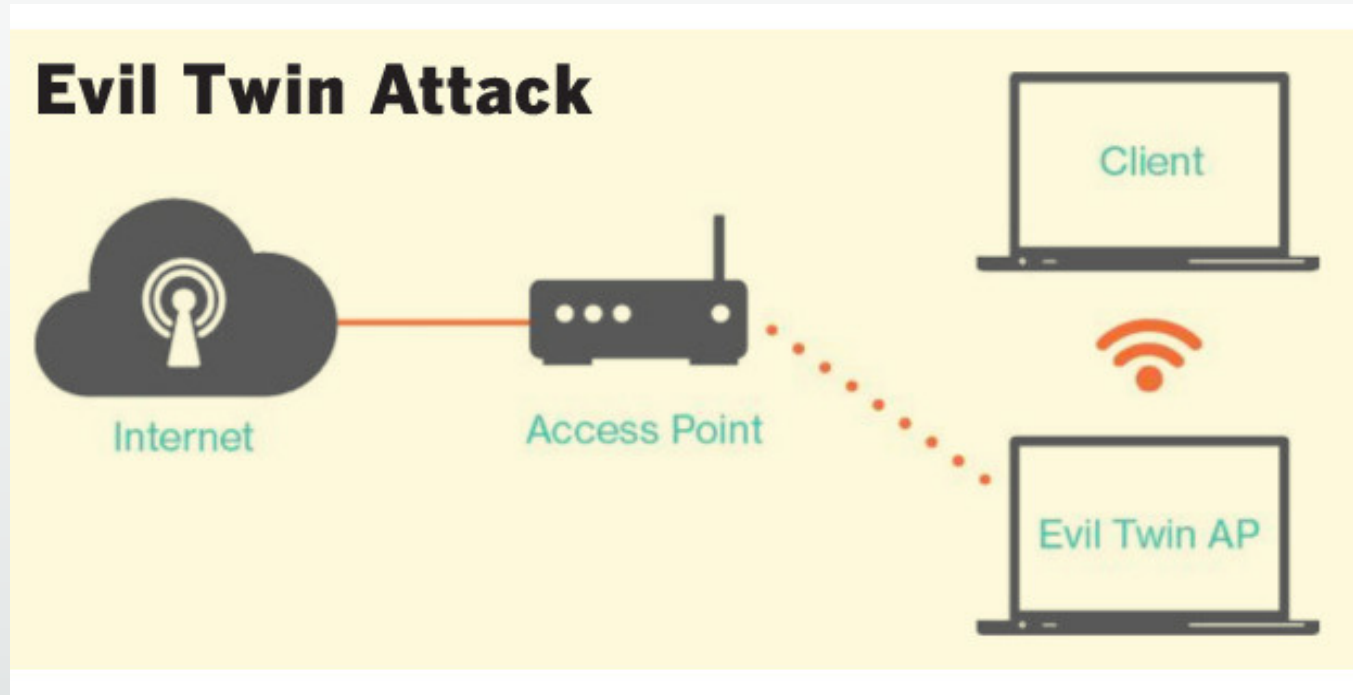 Evil Twin Attack
Client
Internet
Access Point
Evil Twin AP